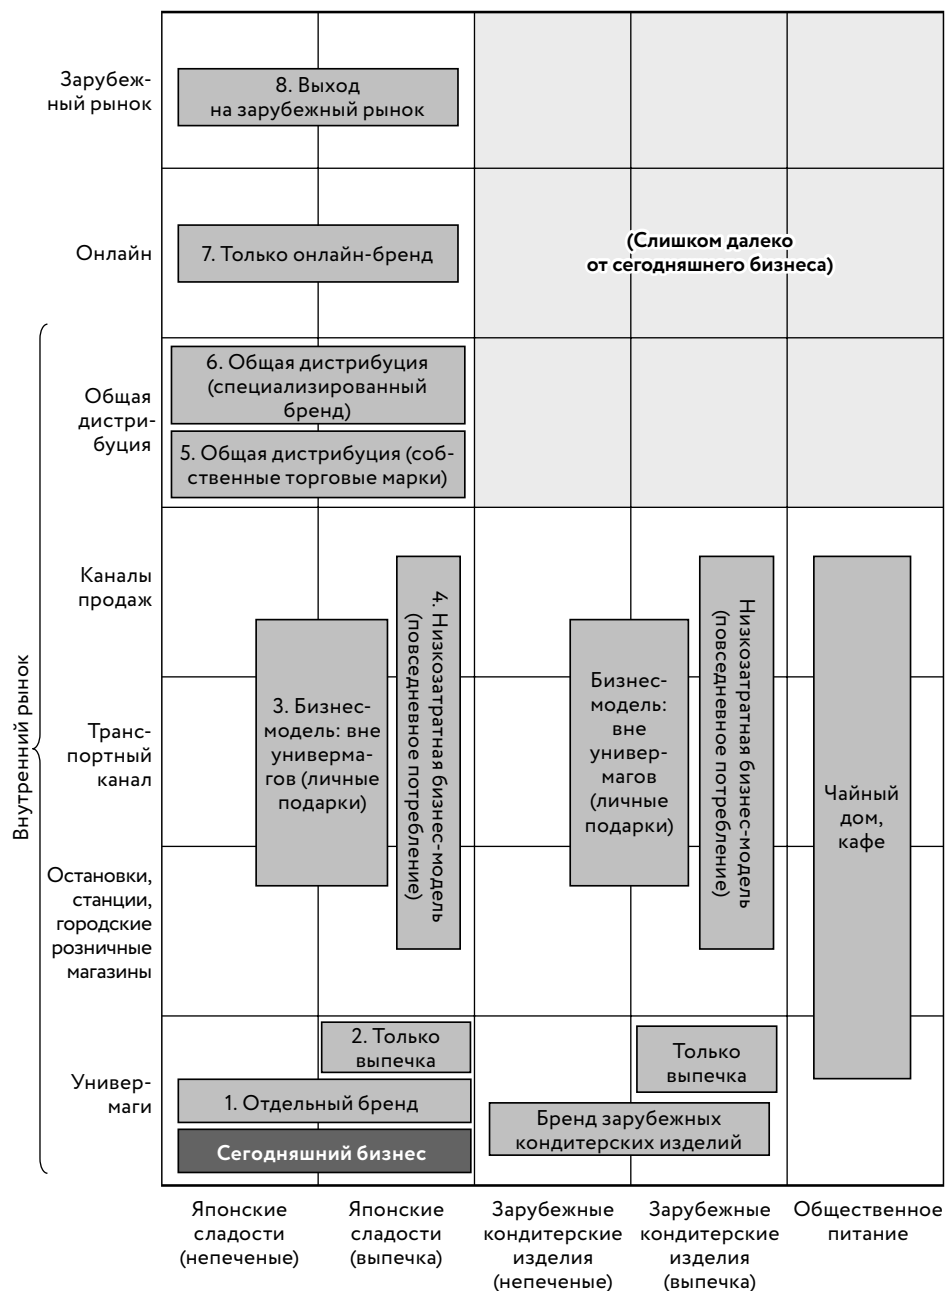 Зарубеж-
ный рынок
8. Выход
на зарубежный рынок
Онлайн
7. Только онлайн-бренд
(Слишком далеко
от сегодняшнего бизнеса)
Внутренний рынок
Общая
дистри-
буция
6. Общая дистрибуция
(специализированный
бренд)
5. Общая дистрибуция (соб-
ственные торговые марки)
Каналы
продаж
Транс-
портный
канал
Остановки,
станции,
городские
розничные
магазины
3. Бизнес-
модель: вне
универма-
гов (личные
подарки)
4. Низкозатратная бизнес-модель
(повседневное потребление)
Бизнес-
модель:
вне
универ-
магов
(личные
подарки)
Низкозатратная бизнес-модель
(повседневное потребление)
Чайный
дом,
кафе
Универ-
маги
2. Только
выпечка
1. Отдельный бренд
Сегодняшний бизнес
Только
выпечка
Бренд зарубежных
кондитерских изделий
Японские
сладости
(непеченые)
Японские
сладости
(выпечка)
Зарубежные
кондитерские
изделия
(непеченые)
Зарубежные
кондитерские
изделия
(выпечка)
Общественное
питание